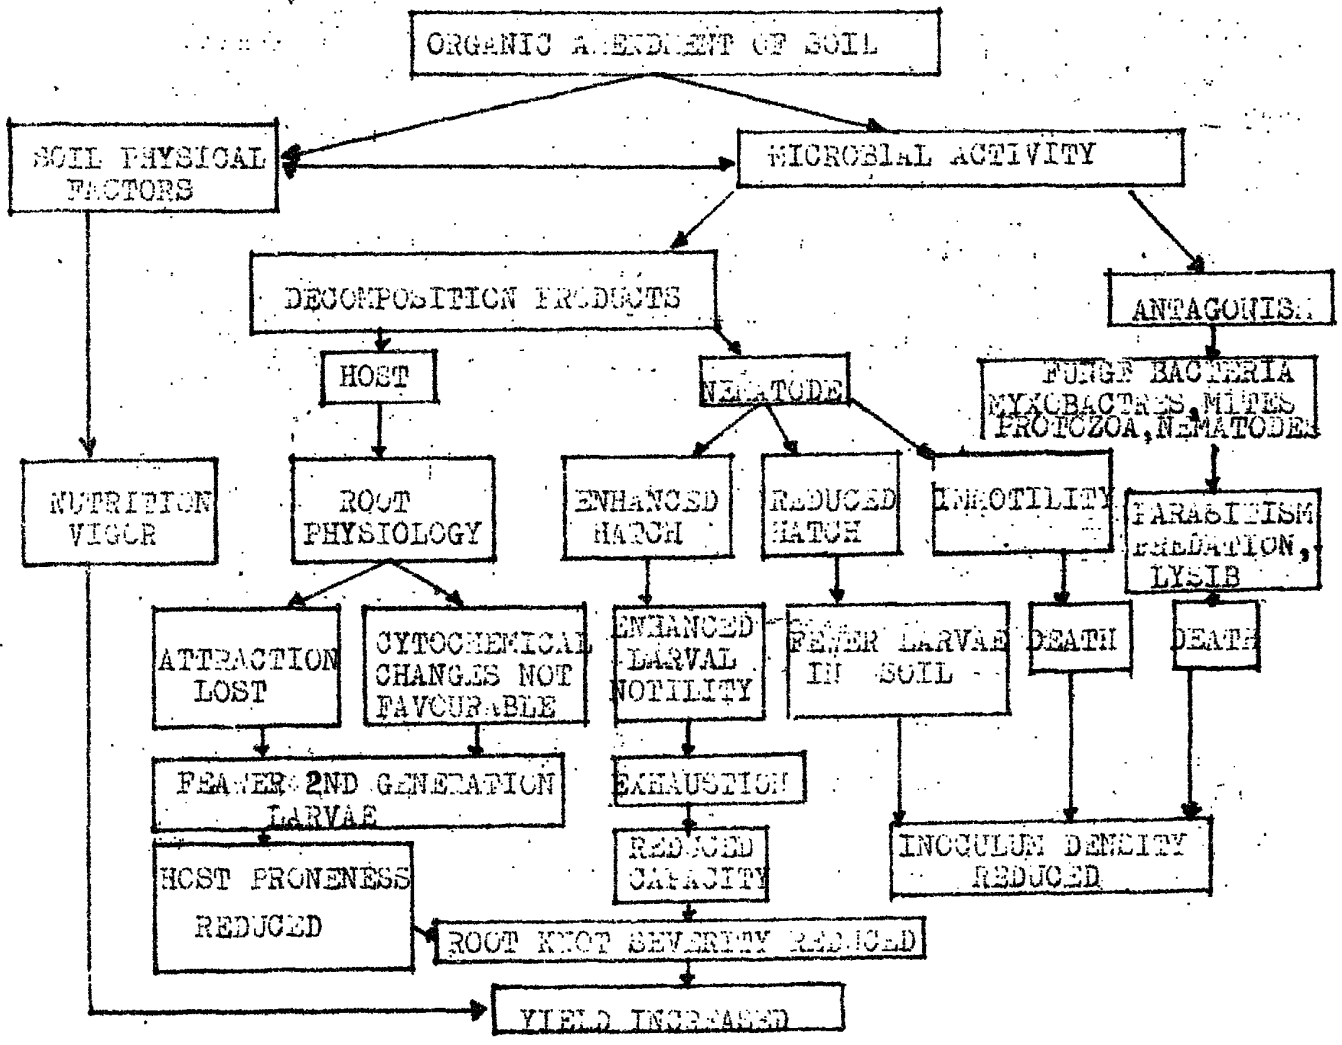 ORGANIC AMENDMENT OF SOIL
SOIL PHYSICAL
FACTORS
MICROBIAL ACTIVITY
DECOMPOSITION PRODUCTS
ANTAGONISM
HOST
NEMATODE
FUNGI BACTERIA
MYXOBACTRES, MITES
PROTOZOA, NEMATODES
NUTRITION
VIGOR
ROOT
PHYSIOLOGY
ENHANCED
HATCH
REDUCED
HATCH
IMMOTILITY
PARASITISM
PREDATION,
LYSIB
ATTRACTION
LOST
CYTOCHEMICAL
CHANGES NOT
FAVOURABLE
ENHANCED
LARVAL
MOTILITY
FEWER LARVAE
IN SOIL
DEATH
DEATH
FEAWER 2ND GENERATION
LARVAE
EXHAUSTION
HOST PRONENESS
REDUCED
REDUCED
CAPACITY
INOCULUM DENSITY
REDUCED
ROOT KNOT SEVERITY REDUCED
YIELD INCREASED